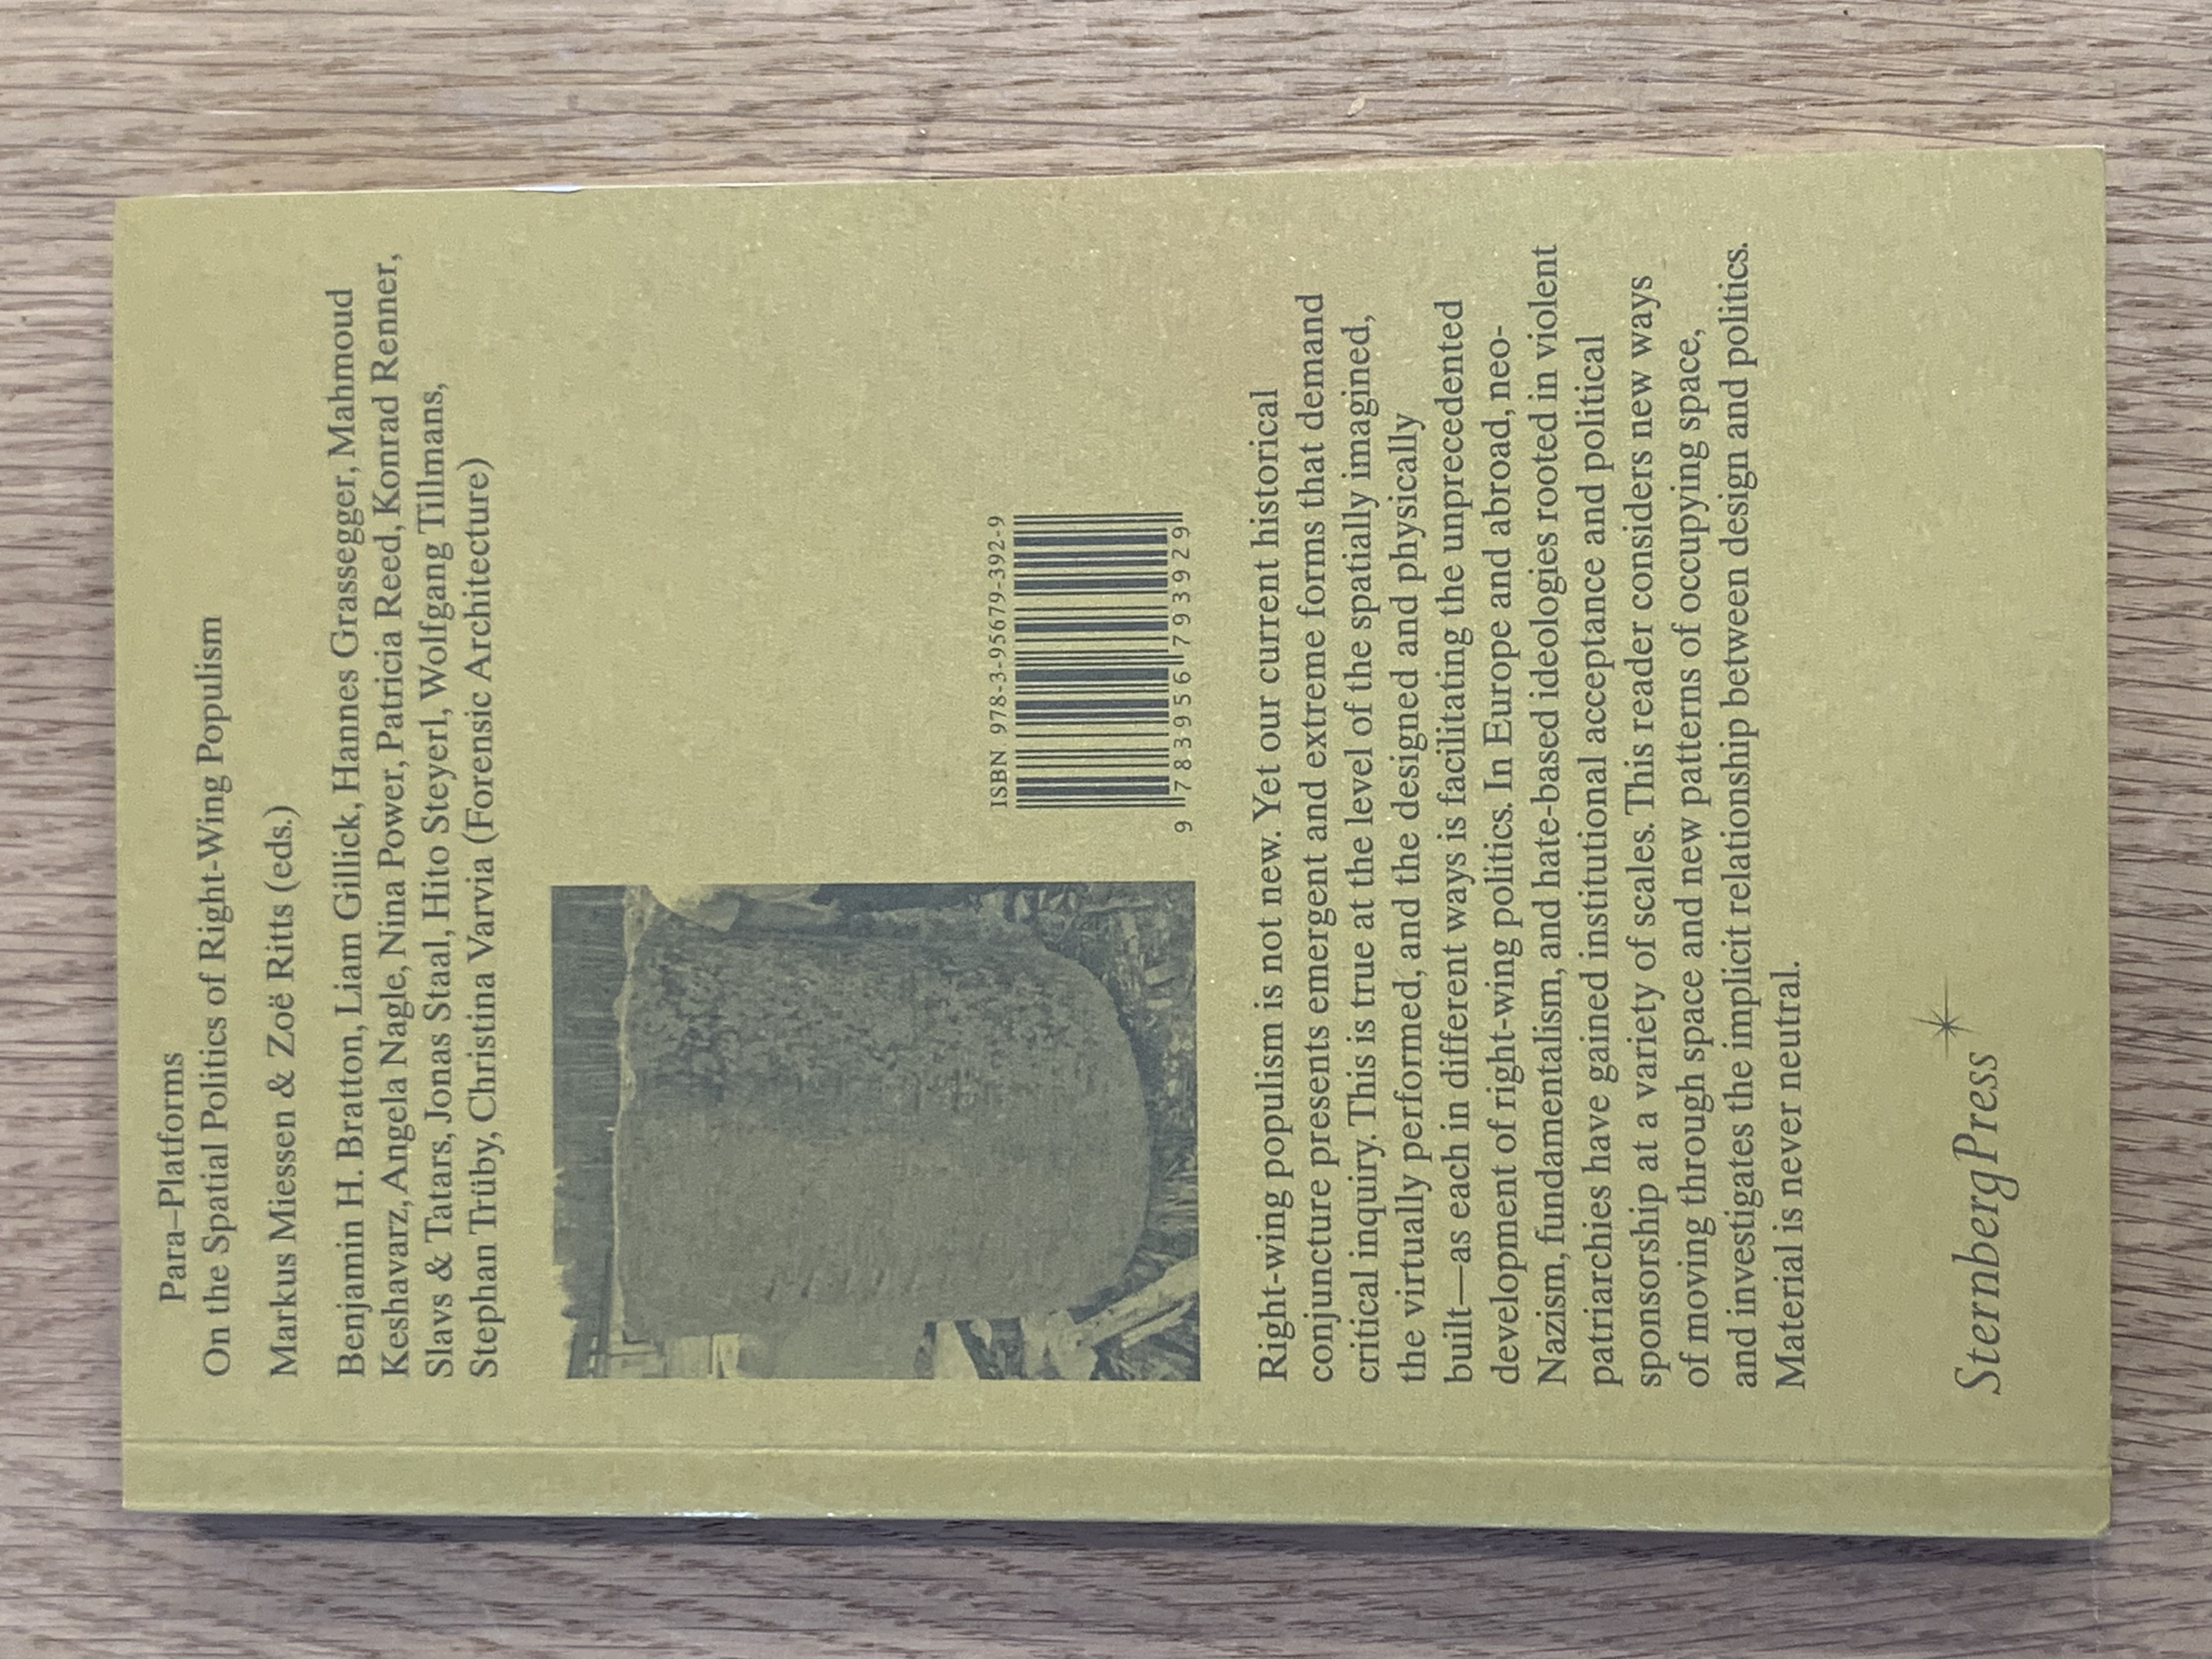 Para–Platforms
On the Spatial Politics of Right-Wing Populism
Markus Miessen & Zoë Ritts (eds.)
Benjamin H. Bratton, Liam Gillick, Hannes Grassegger, Mahmoud
Keshavarz, Angela Nagle, Nina Power, Patricia Reed, Konrad Renner,
Slavs & Tatars, Jonas Staal, Hito Steyerl, Wolfgang Tillmans,
Stephan Trüby, Christina Varvia (Forensic Architecture)
ISBN 978-3-95679-392-9
9 783956 793929
Right-wing populism is not new. Yet our current historical
conjuncture presents emergent and extreme forms that demand
critical inquiry. This is true at the level of the spatially imagined,
the virtually performed, and the designed and physically
built—as each in different ways is facilitating the unprecedented
development of right-wing politics. In Europe and abroad, neo-
Nazism, fundamentalism, and hate-based ideologies rooted in violent
patriarchies have gained institutional acceptance and political
sponsorship at a variety of scales. This reader considers new ways
of moving through space and new patterns of occupying space,
and investigates the implicit relationship between design and politics.
Material is never neutral.
SternbergPress